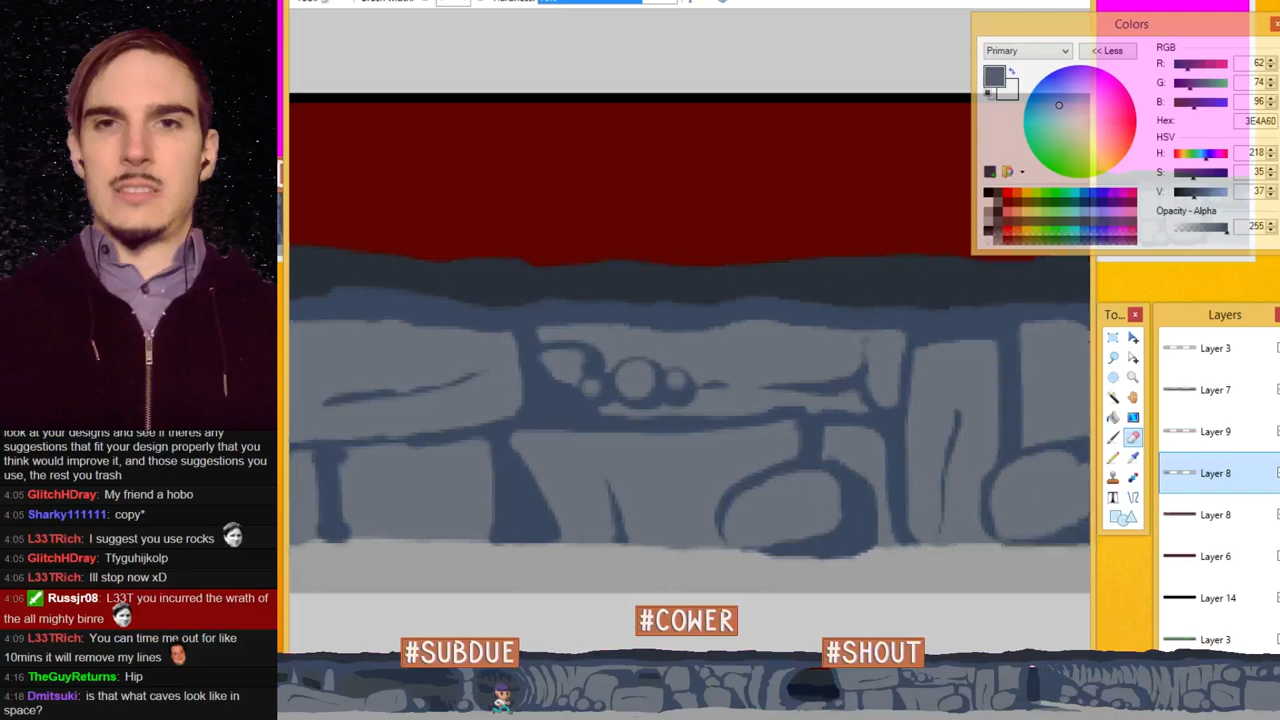 Colors
Primary
<< Less
RGB
R: 62
G: 74
B: 96
Hex: 3E4A60
HSV
H: 218
S: 35
V: 37
Opacity - Alpha
255
To...
Layers
Layer 3
Layer 7
Layer 9
Layer 8
Layer 8
Layer 6
Layer 14
Layer 3
look at your designs and see if theres any
suggestions that fit your design properly that you
think would improve it, and those suggestions you
use, the rest you trash
4:05 GlitchHDray: My friend a hobo
4:05 Sharky111111: copy*
4:05 L33TRich: I suggest you use rocks
4:05 GlitchHDray: Tfyguhijkolp
4:06 L33TRich: Ill stop now xD
4:06 Russjr08: L33T you incurred the wrath of
the all mighty binre
4:09 L33TRich: You can time me out for like
10mins it will remove my lines
4:16 TheGuyReturns: Hip
4:18 Dmitsuki: is that what caves look like in
space?
#COWER
#SUBDUE
#SHOUT